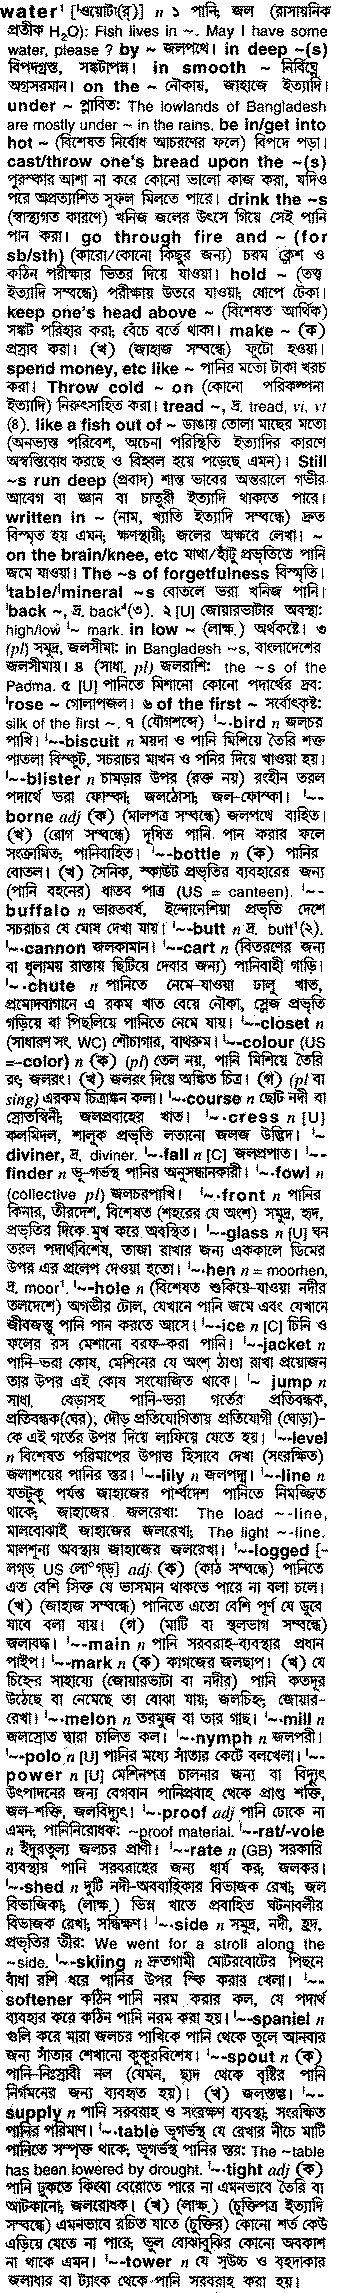 water¹ [ˈওয়োটা(র্)] n ১ পানি; জল (রাসায়নিক
প্রতীক H₂O): Fish lives in ~. May I have some
water, please ? by ~ জলপথে। in deep ~(s)
বিপদগ্রস্ত, সঙ্কটাপন্ন। in smooth ~ নির্বিঘ্নে
অগ্রসরমান। on the ~ নৌকায়, জাহাজে ইত্যাদি।
under ~ প্লাবিত: The lowlands of Bangladesh
are mostly under ~ in the rains. be in/get into
hot ~ (বিশেষত নির্বোধ আচরণের ফলে) বিপদে পড়া।
cast/throw one's bread upon the ~(s)
পুরস্কার আশা না করে কোনো ভালো কাজ করা, যদিও
পরে অপ্রত্যাশিত সুফল মিলতে পারে। drink the ~s
(স্বাস্থ্যগত কারণে) খনিজ জলের উৎসে গিয়ে সেই পানি
পান করা। go through fire and ~ (for
sb/sth) (কারো/কোনো কিছুর জন্য) চরম ক্লেশ ও
কঠিন পরীক্ষার ভিতর দিয়ে যাওয়া। hold ~ (তত্ত্ব
ইত্যাদি সম্বন্ধে) পরীক্ষায় উতরে যাওয়া; ধোপে টেকা।
keep one's head above ~ (বিশেষত আর্থিক)
সঙ্কট পরিহার করা; বেঁচে বর্তে থাকা। make ~ (ক)
প্রস্রাব করা। (খ) (জাহাজ সম্বন্ধে) ফুটো হওয়া।
spend money, etc like ~ পানির মতো টাকা খরচ
করা। Throw cold ~ on (কোনো পরিকল্পনা
ইত্যাদি) নিরুৎসাহিত করা। tread ~, দ্র. tread, vi, vt
(৪). like a fish out of ~ ডাঙায় তোলা মাছের মতো
(অনভ্যস্ত পরিবেশ, অচেনা পরিস্থিতি ইত্যাদির কারণে
অস্বস্তিবোধ করছে ও বিহ্বল হয়ে পড়েছে এমন)। Still
~s run deep (প্রবাদ) শান্ত ভাবের অন্তরালে গভীর
আবেগ বা জ্ঞান বা চাতুরী ইত্যাদি থাকতে পারে।
written in ~ (নাম, খ্যাতি ইত্যাদি সম্বন্ধে) দ্রুত
বিস্মৃত হয় এমন; ক্ষণস্থায়ী; জলের অক্ষরে লেখা। ~
on the brain/knee, etc মাথা/হাঁটু প্রভৃতিতে পানি
জমে যাওয়া। The ~s of forgetfulness বিস্মৃতি।
ˈtable/ˈmineral ~s বোতলে ভরা খনিজ পানি।
ˈback ~, দ্র. back⁴(৩). ২ [U] জোয়ারভাটার অবস্থা:
high/low ˈ~ mark. in low ~ (লাক্ষ.) অর্থকষ্টে। ৩
(pl) সমুদ্র, জলসীমা: in Bangladesh ~s, বাংলাদেশের
জলসীমায়। ৪ (সাধা. pl) জলরাশি: the ~s of the
Padma. ৫ [U] পানিতে মিশানো কোনো পদার্থের দ্রব:
ˈrose ~ গোলাপজল। ৬ of the first ~ সর্বোৎকৃষ্ট:
silk of the first ~. ৭ (যৌগশব্দে) ˈ~-bird n জলচর
পাখি। ˈ~-biscuit n ময়দা ও পানি মিশিয়ে তৈরি শক্ত
পাতলা বিস্কুট, সচরাচর মাখন ও পনির দিয়ে খাওয়া হয়।
ˈ~-blister n চামড়ার উপর (রক্ত নয়) রংহীন তরল
পদার্থে ভরা ফোস্কা; জলঠোসা; জল-ফোস্কা। ˈ~-
borne adj (ক) (মালপত্র সম্বন্ধে) জলপথে বাহিত।
(খ) (রোগ সম্বন্ধে) দূষিত পানি পান করার ফলে
সংক্রামিত; পানিবাহিত। ˈ~-bottle n (ক) পানির
বোতল। (খ) সৈনিক, স্কাউট প্রভৃতির ব্যবহারের জন্য
(পানি বহনের) ধাতব পাত্র (US = canteen). ˈ~-
buffalo n ভারতবর্ষ, ইন্দোনেশিয়া প্রভৃতি দেশে
সচরাচর যে মোষ দেখা যায়। ˈ~-butt n দ্র. butt¹(২).
ˈ~-cannon জলকামান। ˈ~-cart n (বিতরণের জন্য
বা ধুলাময় রাস্তায় ছিটিয়ে দেবার জন্য) পানিবাহী গাড়ি।
ˈ~-chute n পানিতে নেমে-যাওয়া ঢালু খাত,
প্রমোদবাগানে এ রকম খাত বেয়ে নৌকা, স্লেজ প্রভৃতি
গড়িয়ে বা পিছলিয়ে পানিতে নেমে যায়। ˈ~-closet n
(সাধারণ সং. WC) শৌচাগার, বাথরুম। ˈ~-colour (US
=-color) n (ক) (pl) তেল নয়, পানি মিশিয়ে তৈরি
রং, জলরং। (খ) জলরং দিয়ে অঙ্কিত চিত্র। (গ) (pl বা
sing) এরকম চিত্রাঙ্কন কলা। ˈ~-course n ছোট নদী বা
স্রোতস্বিনী; জলপ্রবাহের খাত। ˈ~-cress n [U]
কলমিদল, শালুক প্রভৃতি লতানো জলজ উদ্ভিদ। ˈ~
diviner, দ্র. diviner. ˈ~-fall n [C] জলপ্রপাত। ˈ~-
finder n ভূ-গর্ভস্থ পানির অনুসন্ধানকারী। ˈ~-fowl n
(collective pl) জলচরপাখি। ˈ~-front n পানির
কিনার, তীরদেশ, বিশেষত (শহরের যে অংশ) সমুদ্র, হ্রদ,
প্রভৃতির দিকে মুখ করে অবস্থিত। ˈ~-glass n [U] ঘন
তরল পদার্থবিশেষ, তাজা রাখার জন্য এককালে ডিমের
উপর এর প্রলেপ দেওয়া হতো। ˈ~-hen n = moorhen,
দ্র. moor¹. ˈ~-hole n (বিশেষত শুকিয়ে-যাওয়া নদীর
তলদেশে) অগভীর টোল, যেখানে পানি জমে এবং যেখানে
জীবজন্তু পানি পান করতে আসে। ˈ~-ice n [C] চিনি ও
ফলের রস মেশানো বরফ-করা পানি। ˈ~-jacket n
পানি-ভরা কোষ, মেশিনের যে অংশ ঠাণ্ডা রাখা প্রয়োজন
তার উপর এই কোষ সংযোজিত থাকে। ˈ~ jump n
সাধা. বেড়াসহ পানি-ভরা গর্তের প্রতিবন্ধক,
প্রতিবন্ধক(ঘের), দৌড় প্রতিযোগিতায় প্রতিযোগী (ঘোড়া)-
কে এই গর্তের উপর দিয়ে লাফিয়ে যেতে হয়। ˈ~-level
n বিশেষত পরিমাপের উপাত্ত হিসাবে দেখা (সংরক্ষিত)
জলাশয়ের পানির স্তর। ˈ~-lily n জলপদ্ম। ˈ~-line n
যতটুকু পর্যন্ত জাহাজের পার্শ্বদেশ পানিতে নিমজ্জিত
থাকে; জাহাজের জলরেখা: The load ~-line,
মালবোঝাই জাহাজের জলরেখা; The light ~-line.
মালশূন্য অবস্থায় জাহাজের জলরেখা। ˈ~-logged [-
লগ্ড্ US লোˑগ্ড়] adj. (ক) (কাঠ সম্বন্ধে) পানিতে
এত বেশি সিক্ত যে ভাসমান থাকতে পারে না বলা চলে।
(খ) (জাহাজ সম্বন্ধে) পানিতে এতো বেশি পূর্ণ যে ডুবে
যাবে বলা যায়। (গ) (মাটি বা স্থলভাগ সম্বন্ধে)
জলাবদ্ধ। ˈ~-main n পানি সরবরাহ-ব্যবস্থার প্রধান
পাইপ। ˈ~-mark n (ক) কাগজের জলছাপ। (খ) যে
চিহ্নের সাহায্যে (জোয়ারভাটা বা নদীর) পানি কতদূর
উঠেছে বা নেমেছে তা বোঝা যায়; জলচিহ্ন; জোয়ার-
রেখা। ˈ~-melon n তরমুজ বা তার গাছ। ˈ~-mill n
জলস্রোত দ্বারা চালিত কল। ˈ~-nymph n জলপরী।
ˈ~-polo n [U] পানির মধ্যে সাঁতার কেটে বলখেলা। ˈ~-
power n [U] মেশিনপত্র চালনার জন্য বা বিদ্যুৎ
উৎপাদনের জন্য বেগবান পানিপ্রবাহ থেকে প্রাপ্ত শক্তি,
জল-শক্তি, জলবিদ্যুৎ। ˈ~-proof adj পানি ঢোকে না
এমন; পানিনিরোধক: ~proof material. ˈ~-rat/-vole
n ইঁদুরতুল্য জলচর প্রাণী। ˈ~-rate n (GB) সরকারি
ব্যবস্থায় পানি সরবরাহের জন্য ধার্য কর; জলকর।
ˈ~-shed n দুটি নদী-অববাহিকার বিভাজক রেখা; জল
বিভাজিকা; (লাক্ষ.) ভিন্ন খাতে প্রবাহিত ঘটনাবলীর
বিভাজক রেখা; সন্ধিক্ষণ। ˈ~-side n সমুদ্র, নদী, হ্রদ,
প্রভৃতির তীর: We went for a stroll along the
~side. ˈ~-skiing n দ্রুতগামী মোটরবোটের পিছনে
বাঁধা রশি ধরে পানির উপর স্কি করার খেলা। ˈ~-
softener কঠিন পানি নরম করার কল, যে পদার্থ
ব্যবহার করে কঠিন পানি নরম করা হয়। ˈ~-spaniel n
গুলি করে মারা জলচর পাখিকে পানি থেকে তুলে আনবার
জন্য সাঁতার শেখানো কুকুরবিশেষ। ˈ~-spout n (ক)
পানি-নিঃস্রাবী নল (যেমন, ছাদ থেকে বৃষ্টির পানি
নির্গমনের জন্য ব্যবহৃত হয়)। (খ) জলস্তম্ভ। ˈ~-
supply n পানি সরবরাহ ও সংরক্ষণ ব্যবস্থা; সংরক্ষিত
পানির পরিমাণ। ˈ~-table ভূগর্ভস্থ যে রেখার নীচে মাটি
পানিতে সম্পৃক্ত থাকে, ভূগর্ভস্থ পানির স্তর: The ~table
has been lowered by drought. ˈ~-tight adj (ক)
পানি ঢুকতে কিংবা বেরোতে পারে না এমনভাবে তৈরি বা
আটকানো; জলরোধক। (খ) (লাক্ষ.) (চুক্তিপত্র ইত্যাদি
সম্বন্ধে) এমনভাবে রচিত যাতে (চুক্তির) কোনো শর্ত কেউ
এড়িয়ে যেতে না পারে; ভুল বোঝাবুঝির কোনো অবকাশ
না থাকে এমন। ˈ~-tower n যে সুউচ্চ ও বৃহদাকার
জলাধার বা ট্যাংক থেকে পানি সরবরাহ করা হয়।